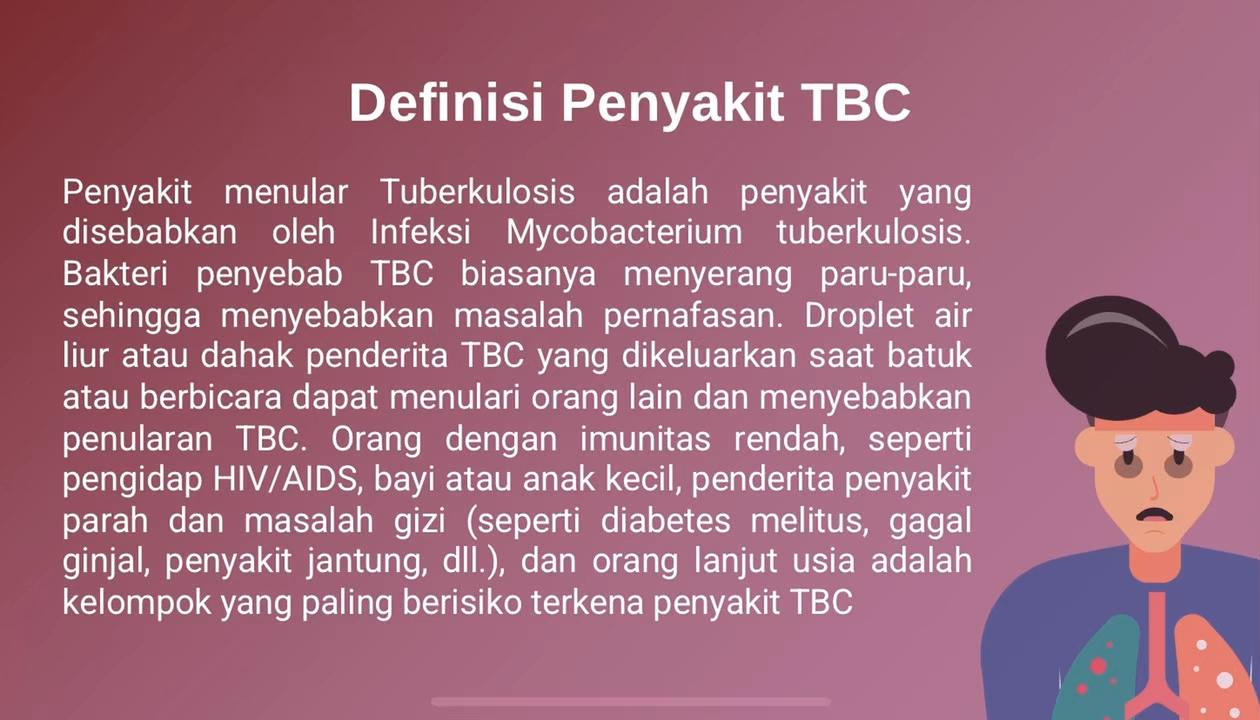 Definisi Penyakit TBC
Penyakit menular Tuberkulosis adalah penyakit yang
disebabkan oleh Infeksi Mycobacterium tuberkulosis.
Bakteri penyebab TBC biasanya menyerang paru-paru,
sehingga menyebabkan masalah pernafasan. Droplet air
liur atau dahak penderita TBC yang dikeluarkan saat batuk
atau berbicara dapat menulari orang lain dan menyebabkan
penularan TBC. Orang dengan imunitas rendah, seperti
pengidap HIV/AIDS, bayi atau anak kecil, penderita penyakit
parah dan masalah gizi (seperti diabetes melitus, gagal
ginjal, penyakit jantung, dll.), dan orang lanjut usia adalah
kelompok yang paling berisiko terkena penyakit TBC